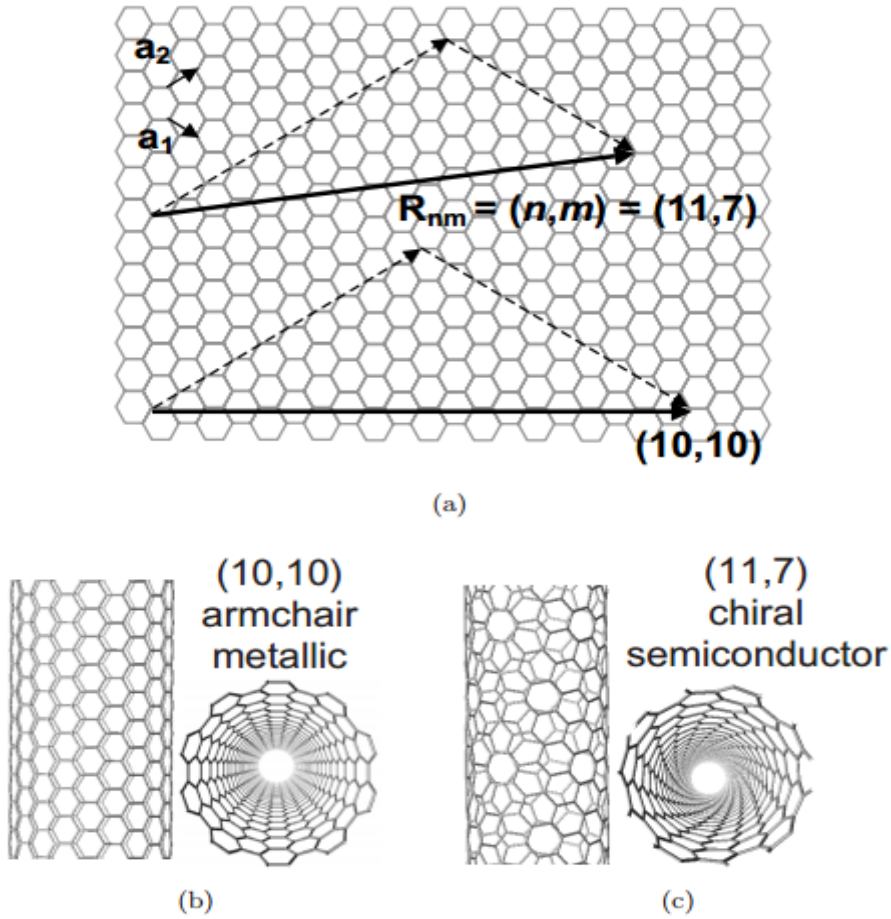 a2
a1
Rnm = (n,m) = (11,7)
(10,10)
(a)
(10,10)
armchair
metallic
(11,7)
chiral
semiconductor
(b)
(c)